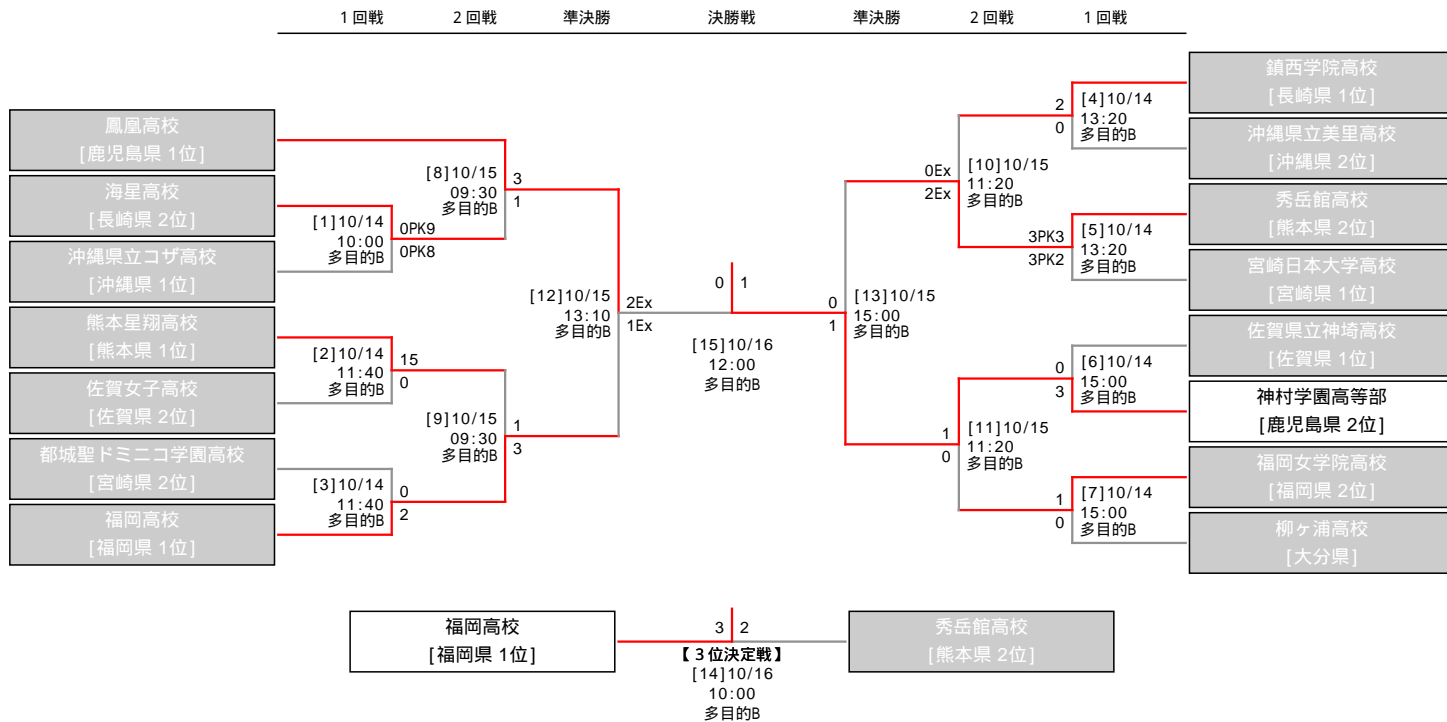 1回戦 2回戦 準決勝 決勝戦 準決勝 2回戦 1回戦
鳳凰高校
[鹿児島県 1位]
海星高校
[長崎県 2位]
沖縄県立コザ高校
[沖縄県 1位]
熊本星翔高校
[熊本県 1位]
佐賀女子高校
[佐賀県 2位]
都城聖ドミニコ学園高校
[宮崎県 2位]
福岡高校
[福岡県 1位]
[1]10/14
10:00
多目的B
0PK9
0PK8
[2]10/14
11:40
多目的B
15
0
[3]10/14
11:40
多目的B
0
2
[8]10/15
09:30
多目的B
3
1
[9]10/15
09:30
多目的B
1
3
[12]10/15
13:10
多目的B
2Ex
1Ex
0 1
[15]10/16
12:00
多目的B
0
1
[13]10/15
15:00
多目的B
0Ex
2Ex
[10]10/15
11:20
多目的B
1
0
[11]10/15
11:20
多目的B
2
0
[4]10/14
13:20
多目的B
3PK3
3PK2
[5]10/14
13:20
多目的B
0
3
[6]10/14
15:00
多目的B
1
0
[7]10/14
15:00
多目的B
鎮西学院高校
[長崎県 1位]
沖縄県立美里高校
[沖縄県 2位]
秀岳館高校
[熊本県 2位]
宮崎日本大学高校
[宮崎県 1位]
佐賀県立神埼高校
[佐賀県 1位]
神村学園高等部
[鹿児島県 2位]
福岡女学院高校
[福岡県 2位]
柳ヶ浦高校
[大分県]
福岡高校
[福岡県 1位]
3 2
【3位決定戦】
[14]10/16
10:00
多目的B
秀岳館高校
[熊本県 2位]